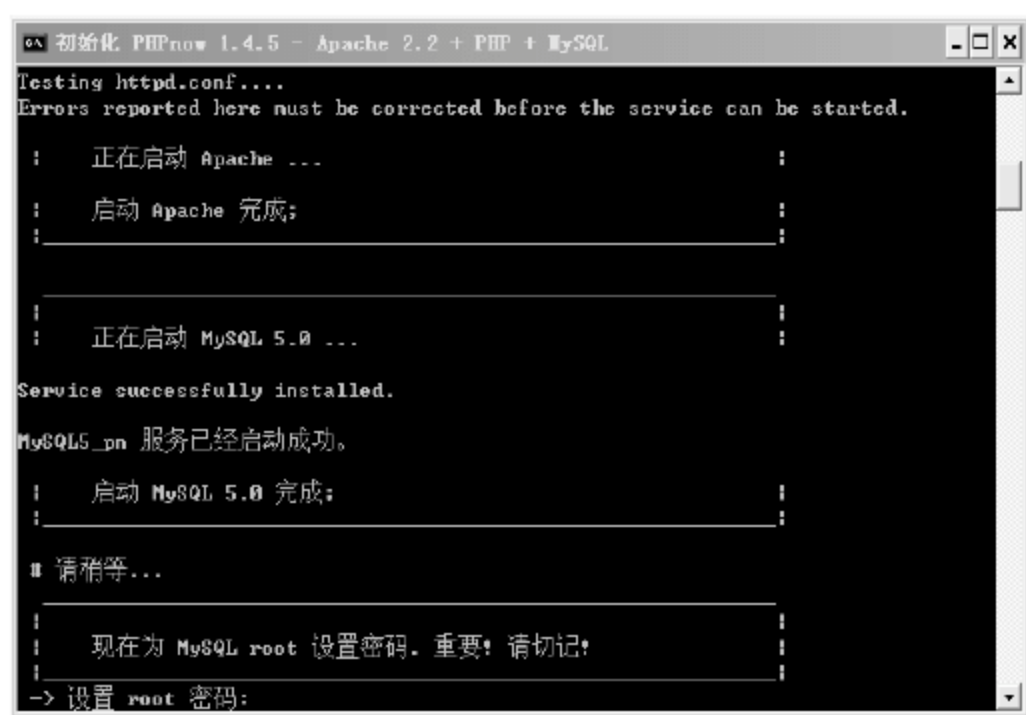 初始化 PHPnow 1.4.5 - Apache 2.2 + PHP + MySQL
Testing httpd.conf....
Errors reported here must be corrected before the service can be started.
正在启动 Apache ...
启动 Apache 完成;
正在启动 MySQL 5.0 ...
Service successfully installed.
MySQL5_pn 服务已经启动成功。
启动 MySQL 5.0 完成;
# 请稍等...
现在为 MySQL root 设置密码. 重要! 请切记!
-> 设置 root 密码: